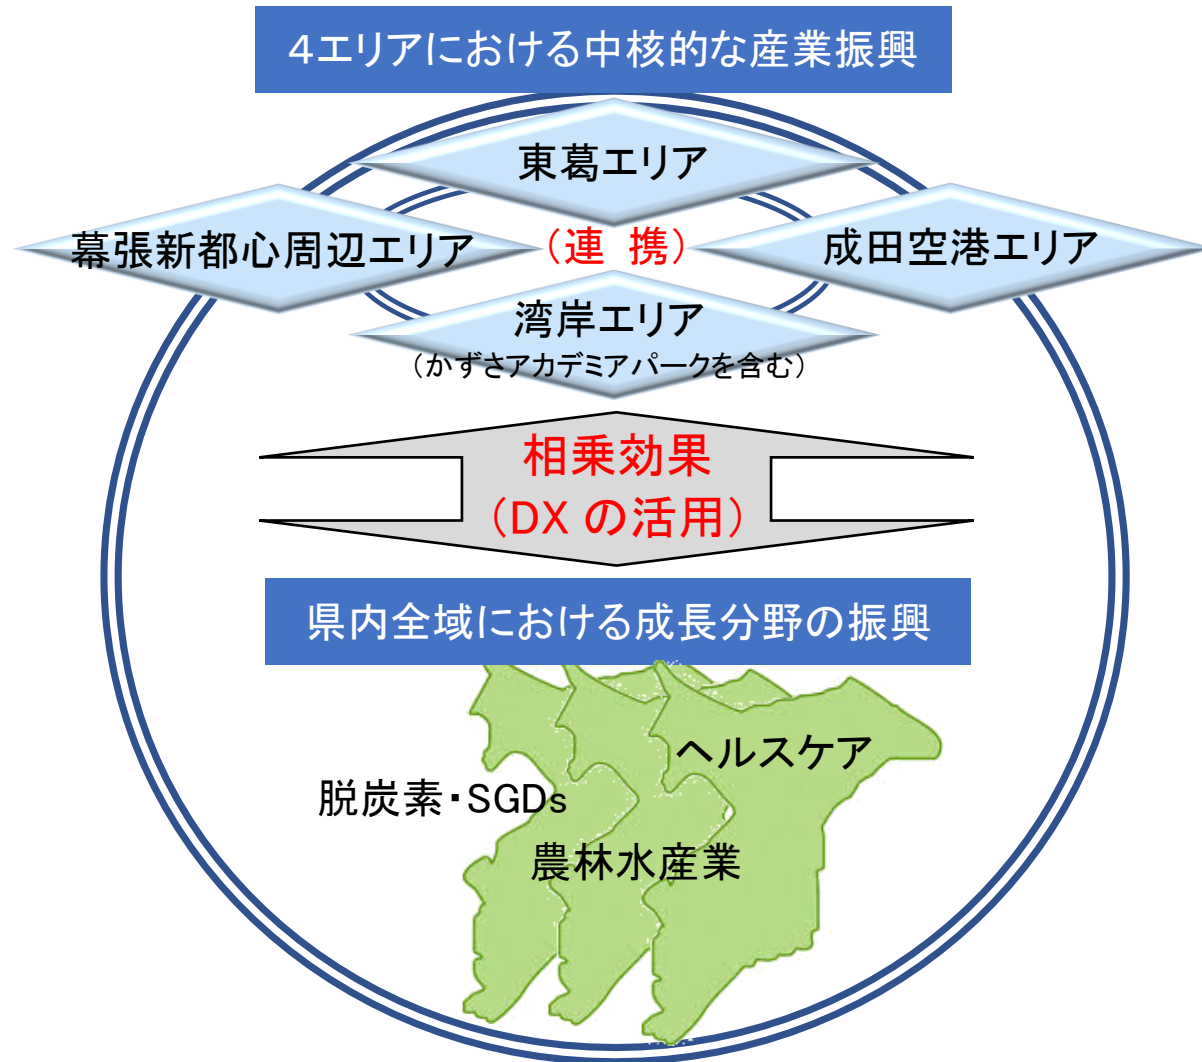 ４エリアにおける中核的な産業振興
東葛エリア
幕張新都心周辺エリア
（連 携）
成田空港エリア
湾岸エリア
（かずさアカデミアパークを含む）
相乗効果
（DX の活用）
県内全域における成長分野の振興
ヘルスケア
脱炭素・SGDs
農林水産業